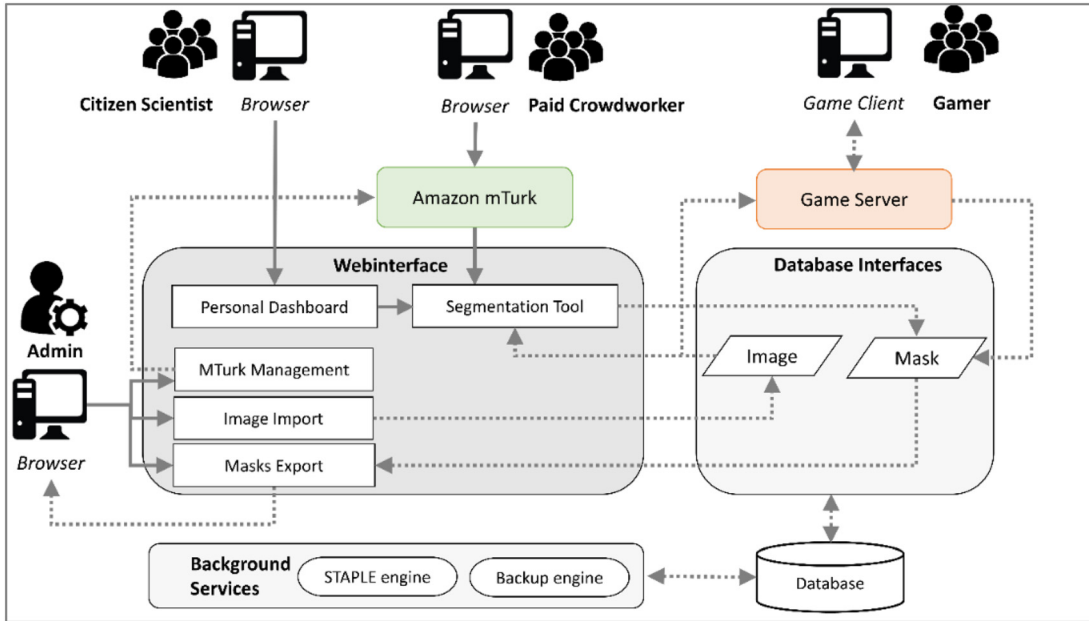 Citizen Scientist
Browser
Browser
Paid Crowdworker
Game Client
Gamer
Amazon mTurk
Game Server
Webinterface
Database Interfaces
Personal Dashboard
Segmentation Tool
Admin
MTurk Management
Image
Mask
Image Import
Browser
Masks Export
Background
Services
STAPLE engine
Backup engine
Database